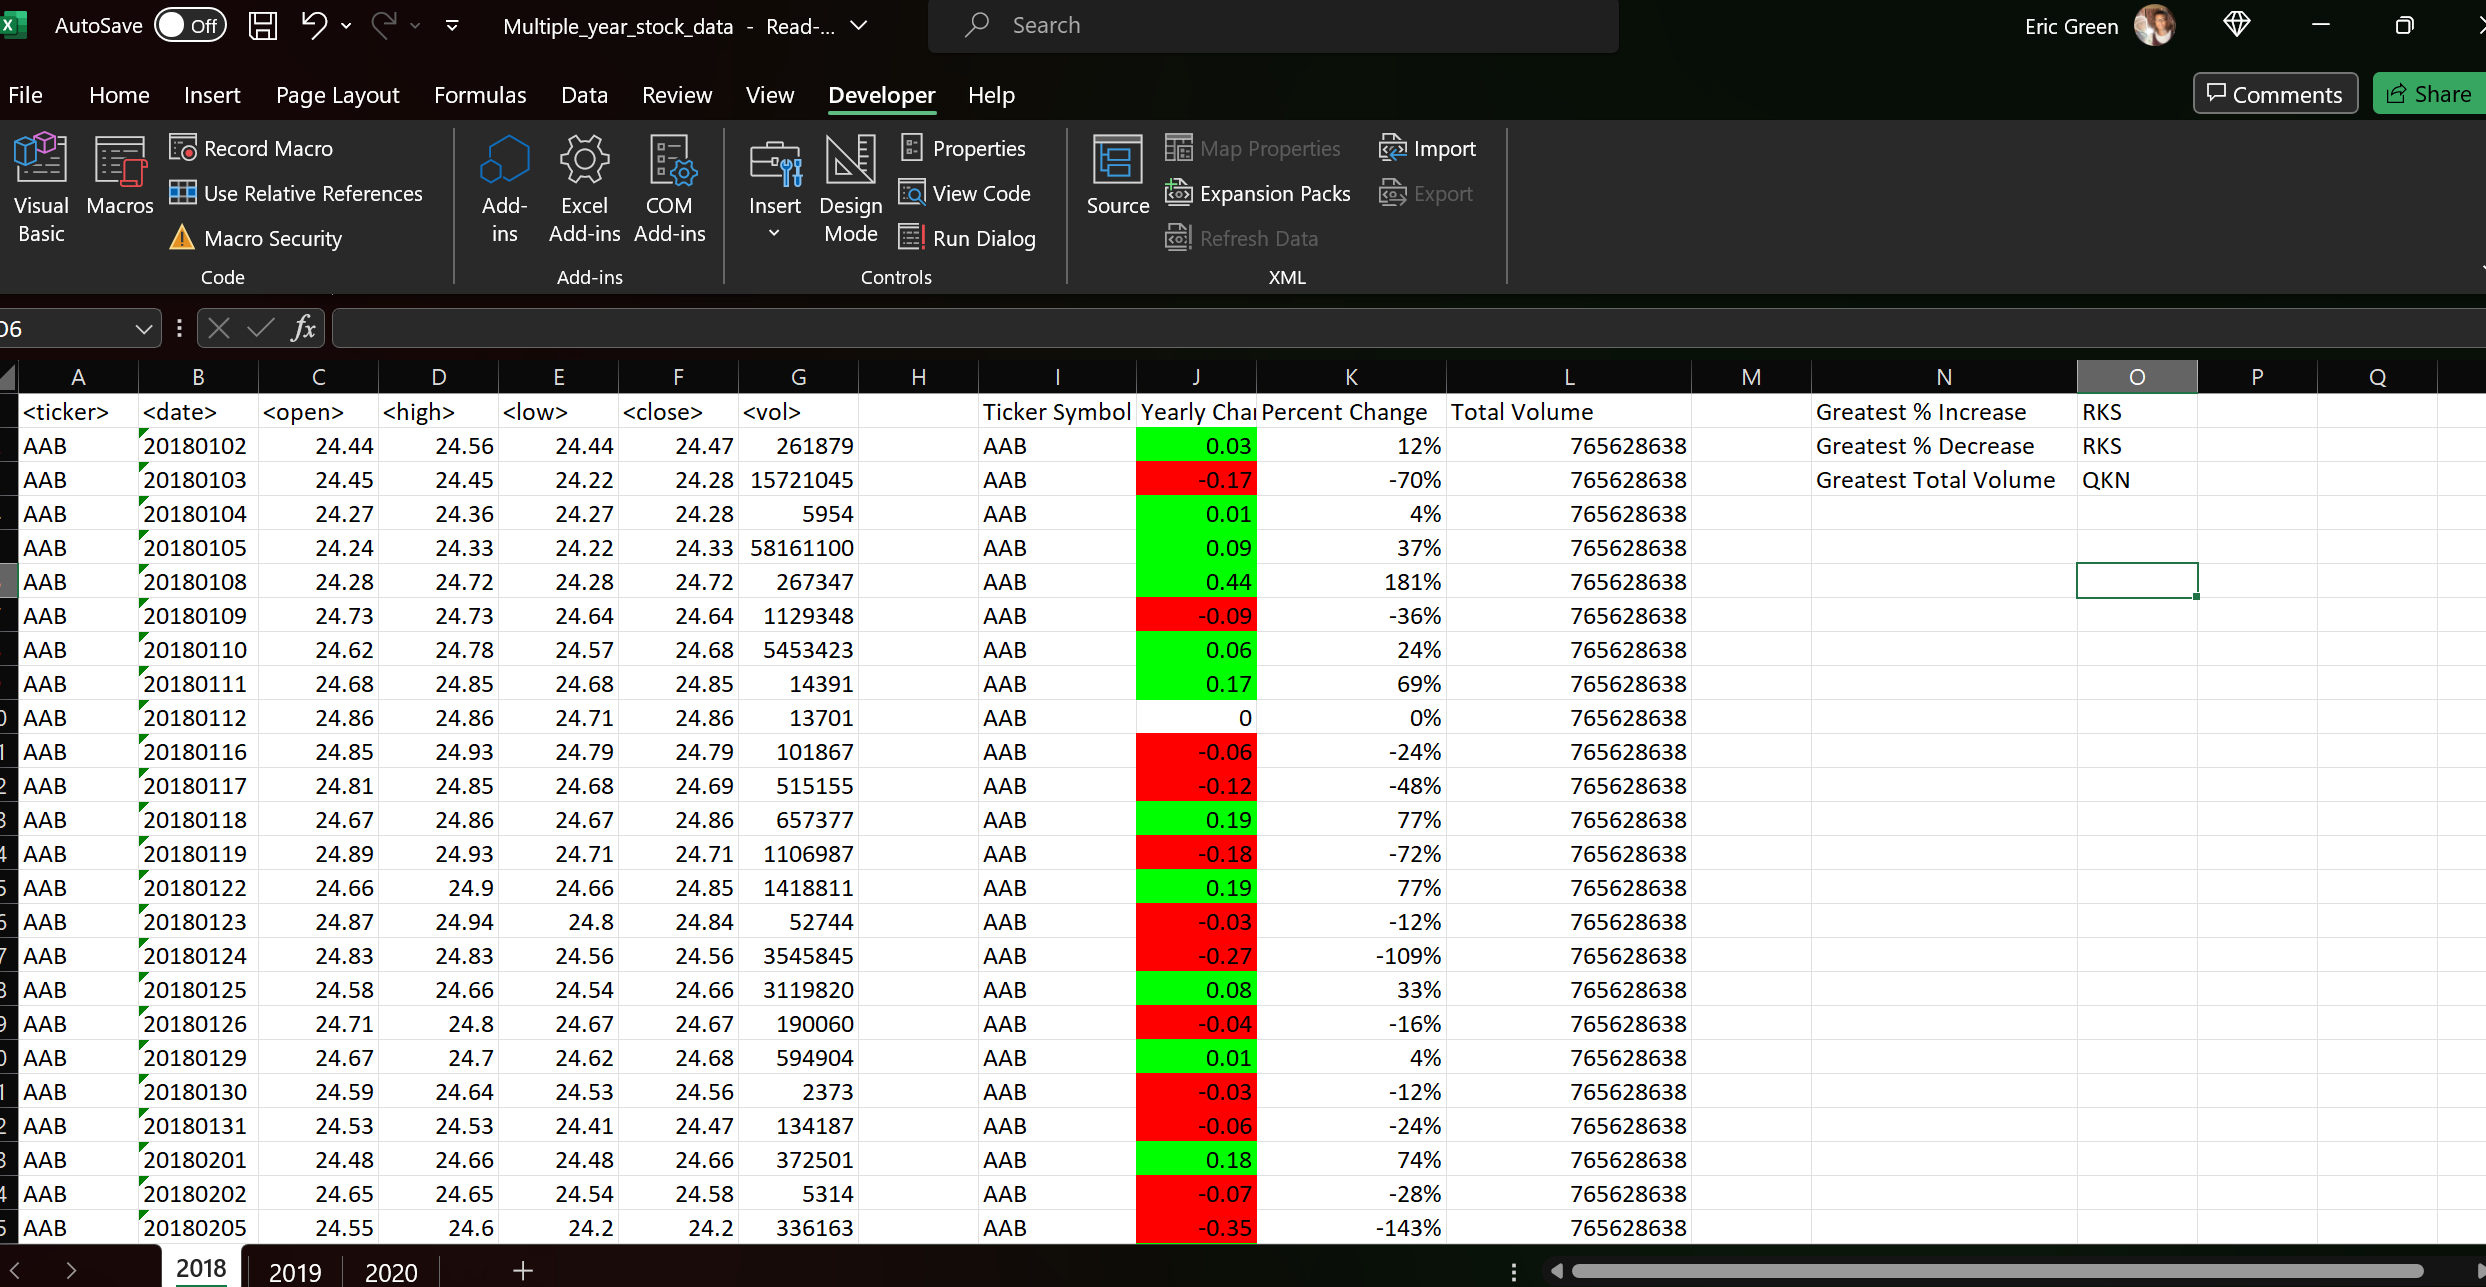 AutoSave Off Multiple_year_stock_data - Read-... Search Eric Green
File Home Insert Page Layout Formulas Data Review View Developer Help Comments Share
Visual Basic
Macros
Record Macro
Use Relative References
Macro Security
Code
Add-ins
Excel Add-ins
COM Add-ins
Add-ins
Insert
Design Mode
Properties
View Code
Run Dialog
Controls
Source
Map Properties
Expansion Packs
Refresh Data
Import
Export
XML
fx
A B C D E F G H I J K L M N O P Q
<ticker> <date> <open> <high> <low> <close> <vol> Ticker Symbol Yearly Percent Change Total Volume Greatest % Increase RKS
AAB 20180102 24.44 24.56 24.44 24.47 261879 AAB 0.03 12% 765628638 Greatest % Decrease RKS
AAB 20180103 24.45 24.45 24.22 24.28 15721045 AAB -0.17 -70% 765628638 Greatest Total Volume QKN
AAB 20180104 24.27 24.36 24.27 24.28 5954 AAB 0.01 4% 765628638
AAB 20180105 24.24 24.33 24.22 24.33 58161100 AAB 0.09 37% 765628638
AAB 20180108 24.28 24.72 24.28 24.72 267347 AAB 0.44 181% 765628638
AAB 20180109 24.73 24.73 24.64 24.64 1129348 AAB -0.09 -36% 765628638
AAB 20180110 24.62 24.78 24.57 24.68 5453423 AAB 0.06 24% 765628638
AAB 20180111 24.68 24.85 24.68 24.85 14391 AAB 0.17 69% 765628638
AAB 20180112 24.86 24.86 24.71 24.86 13701 AAB 0 0% 765628638
AAB 20180116 24.85 24.93 24.79 24.79 101867 AAB -0.06 -24% 765628638
AAB 20180117 24.81 24.85 24.68 24.69 515155 AAB -0.12 -48% 765628638
AAB 20180118 24.67 24.86 24.67 24.86 657377 AAB 0.19 77% 765628638
AAB 20180119 24.89 24.93 24.71 24.71 1106987 AAB -0.18 -72% 765628638
AAB 20180122 24.66 24.9 24.66 24.85 1418811 AAB 0.19 77% 765628638
AAB 20180123 24.87 24.94 24.8 24.84 52744 AAB -0.03 -12% 765628638
AAB 20180124 24.83 24.83 24.56 24.56 3545845 AAB -0.27 -109% 765628638
AAB 20180125 24.58 24.66 24.54 24.66 3119820 AAB 0.08 33% 765628638
AAB 20180126 24.71 24.8 24.67 24.67 190060 AAB -0.04 -16% 765628638
AAB 20180129 24.67 24.7 24.62 24.68 594904 AAB 0.01 4% 765628638
AAB 20180130 24.59 24.64 24.53 24.56 2373 AAB -0.03 -12% 765628638
AAB 20180131 24.53 24.53 24.41 24.47 134187 AAB -0.06 -24% 765628638
AAB 20180201 24.48 24.66 24.48 24.66 372501 AAB 0.18 74% 765628638
AAB 20180202 24.65 24.65 24.54 24.58 5314 AAB -0.07 -28% 765628638
AAB 20180205 24.55 24.6 24.2 24.2 336163 AAB -0.35 -143% 765628638
2018 2019 2020